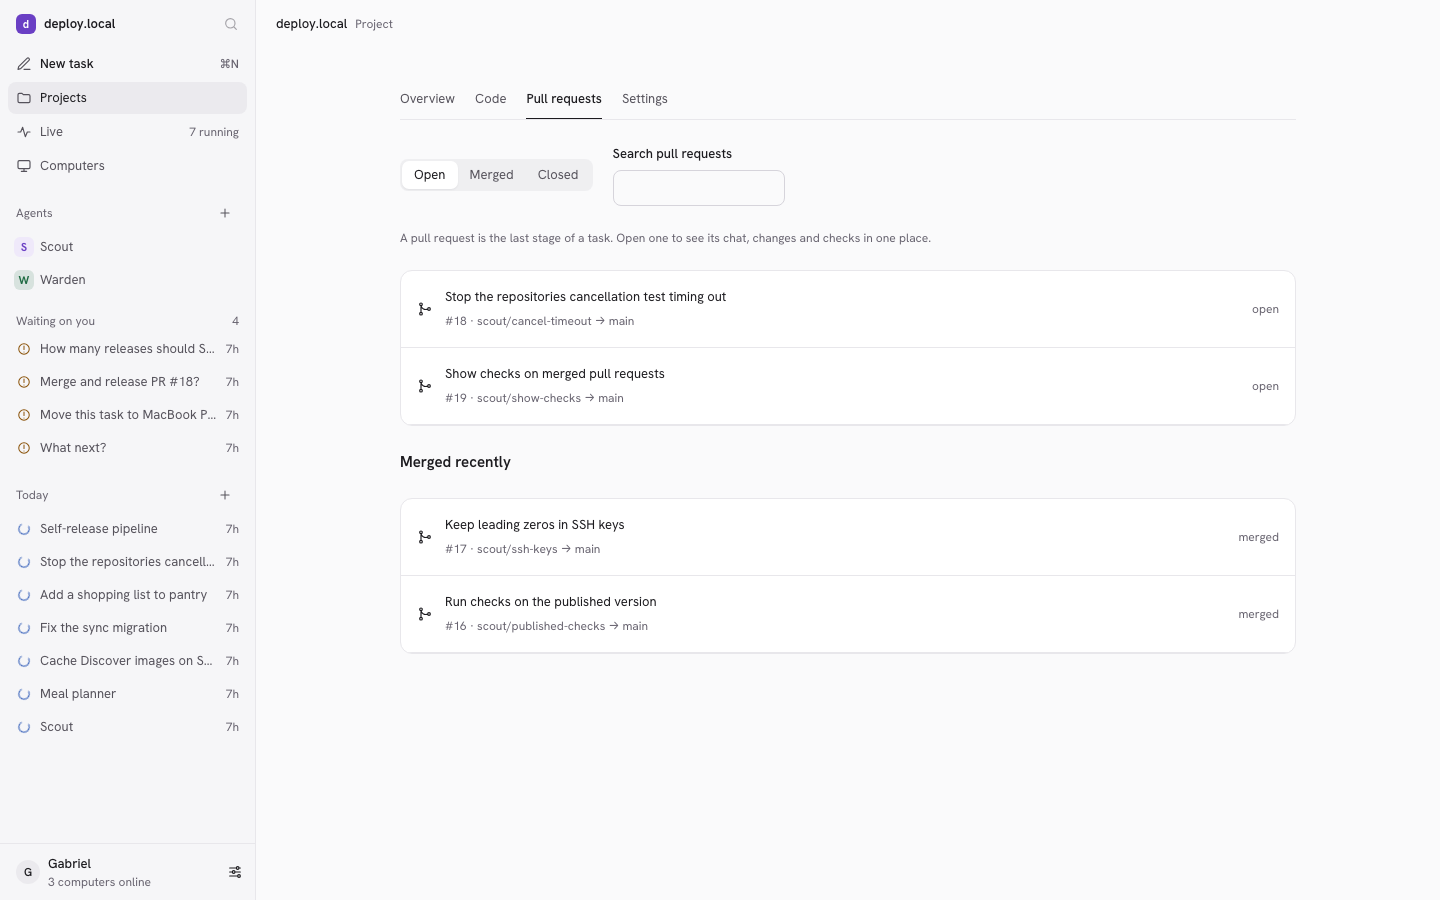 d deploy.local
New task ⌘N
Projects
Live 7 running
Computers
Agents
S Scout
W Warden
Waiting on you 4
How many releases should S... 7h
Merge and release PR #18? 7h
Move this task to MacBook P... 7h
What next? 7h
Today
Self-release pipeline 7h
Stop the repositories cancell... 7h
Add a shopping list to pantry 7h
Fix the sync migration 7h
Cache Discover images on S... 7h
Meal planner 7h
Scout 7h
G Gabriel
3 computers online
deploy.local Project
Overview Code Pull requests Settings
Search pull requests
Open Merged Closed
A pull request is the last stage of a task. Open one to see its chat, changes and checks in one place.
Stop the repositories cancellation test timing out
#18 · scout/cancel-timeout → main
open
Show checks on merged pull requests
#19 · scout/show-checks → main
open
Merged recently
Keep leading zeros in SSH keys
#17 · scout/ssh-keys → main
merged
Run checks on the published version
#16 · scout/published-checks → main
merged